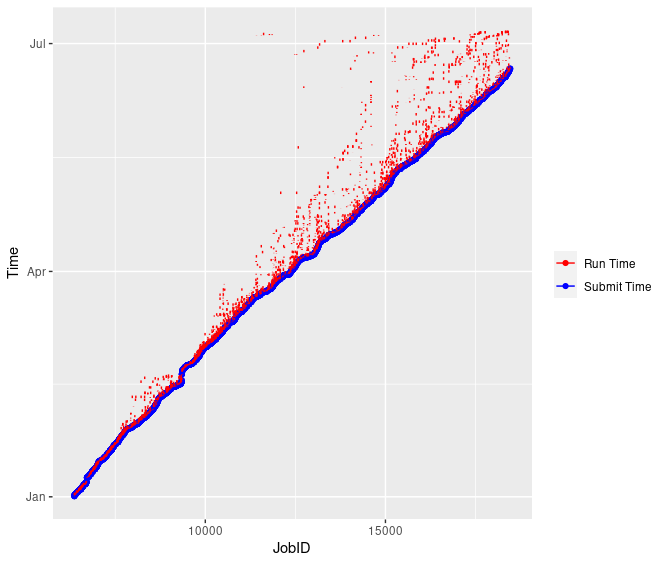 Jul
Apr
Jan
Time
10000
15000
JobID
Run Time
Submit Time